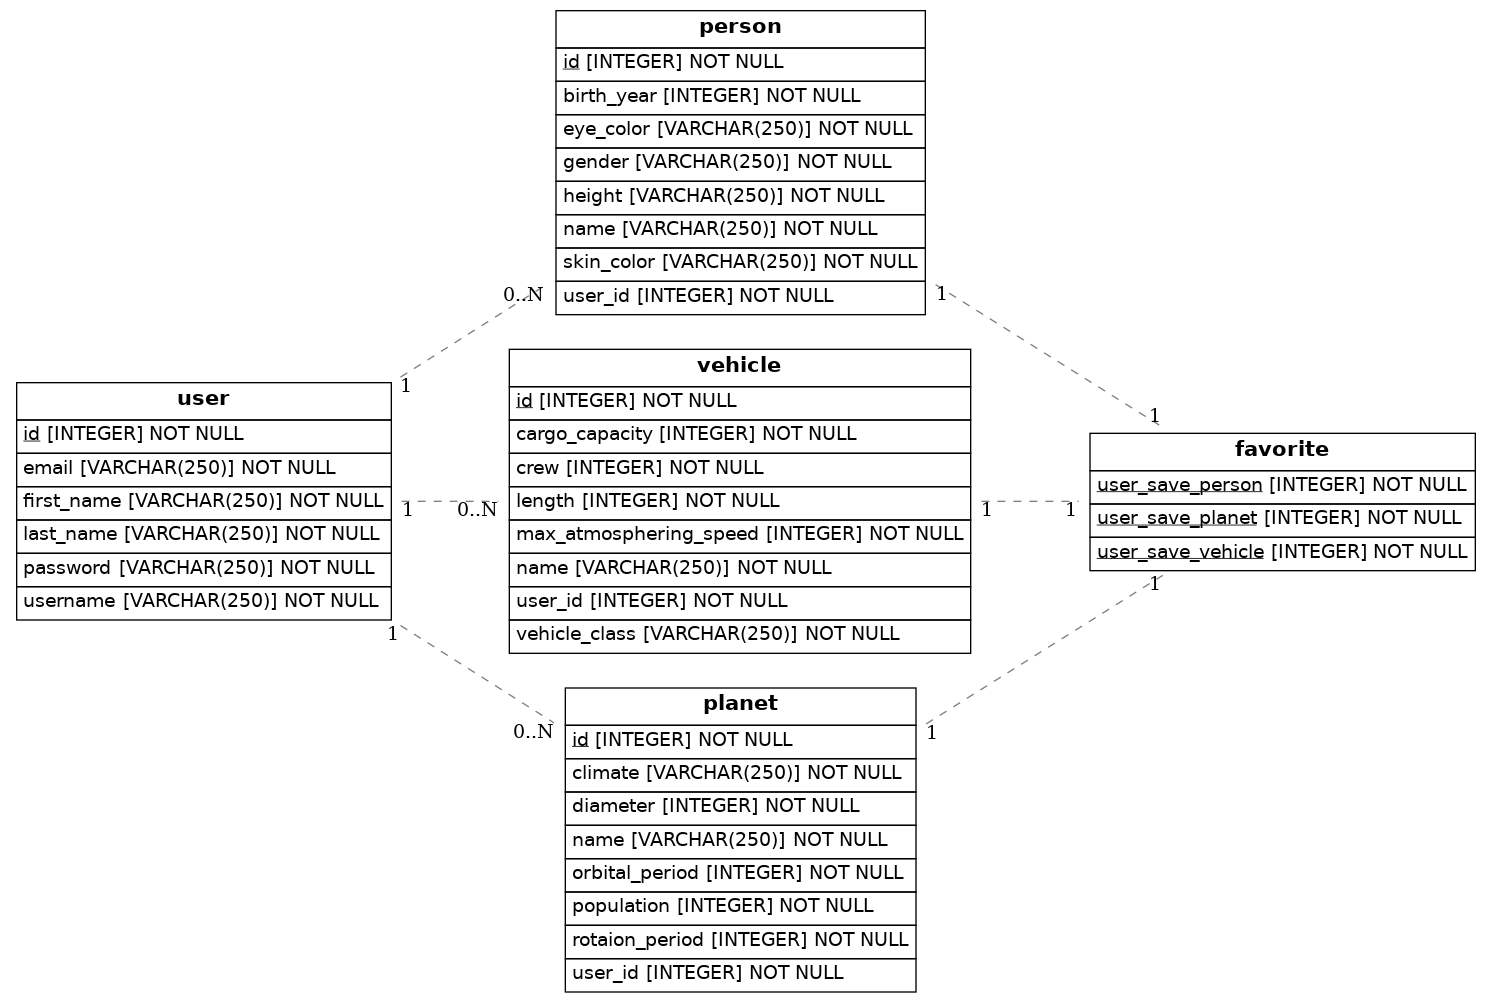 person
id [INTEGER] NOT NULL
birth_year [INTEGER] NOT NULL
eye_color [VARCHAR(250)] NOT NULL
gender [VARCHAR(250)] NOT NULL
height [VARCHAR(250)] NOT NULL
name [VARCHAR(250)] NOT NULL
skin_color [VARCHAR(250)] NOT NULL
user_id [INTEGER] NOT NULL
0..N
1
1
1
user
id [INTEGER] NOT NULL
email [VARCHAR(250)] NOT NULL
first_name [VARCHAR(250)] NOT NULL
last_name [VARCHAR(250)] NOT NULL
password [VARCHAR(250)] NOT NULL
username [VARCHAR(250)] NOT NULL
1
0..N
vehicle
id [INTEGER] NOT NULL
cargo_capacity [INTEGER] NOT NULL
crew [INTEGER] NOT NULL
length [INTEGER] NOT NULL
max_atmosphering_speed [INTEGER] NOT NULL
name [VARCHAR(250)] NOT NULL
user_id [INTEGER] NOT NULL
vehicle_class [VARCHAR(250)] NOT NULL
1
1
favorite
user_save_person [INTEGER] NOT NULL
user_save_planet [INTEGER] NOT NULL
user_save_vehicle [INTEGER] NOT NULL
1
1
0..N
1
planet
id [INTEGER] NOT NULL
climate [VARCHAR(250)] NOT NULL
diameter [INTEGER] NOT NULL
name [VARCHAR(250)] NOT NULL
orbital_period [INTEGER] NOT NULL
population [INTEGER] NOT NULL
rotaion_period [INTEGER] NOT NULL
user_id [INTEGER] NOT NULL